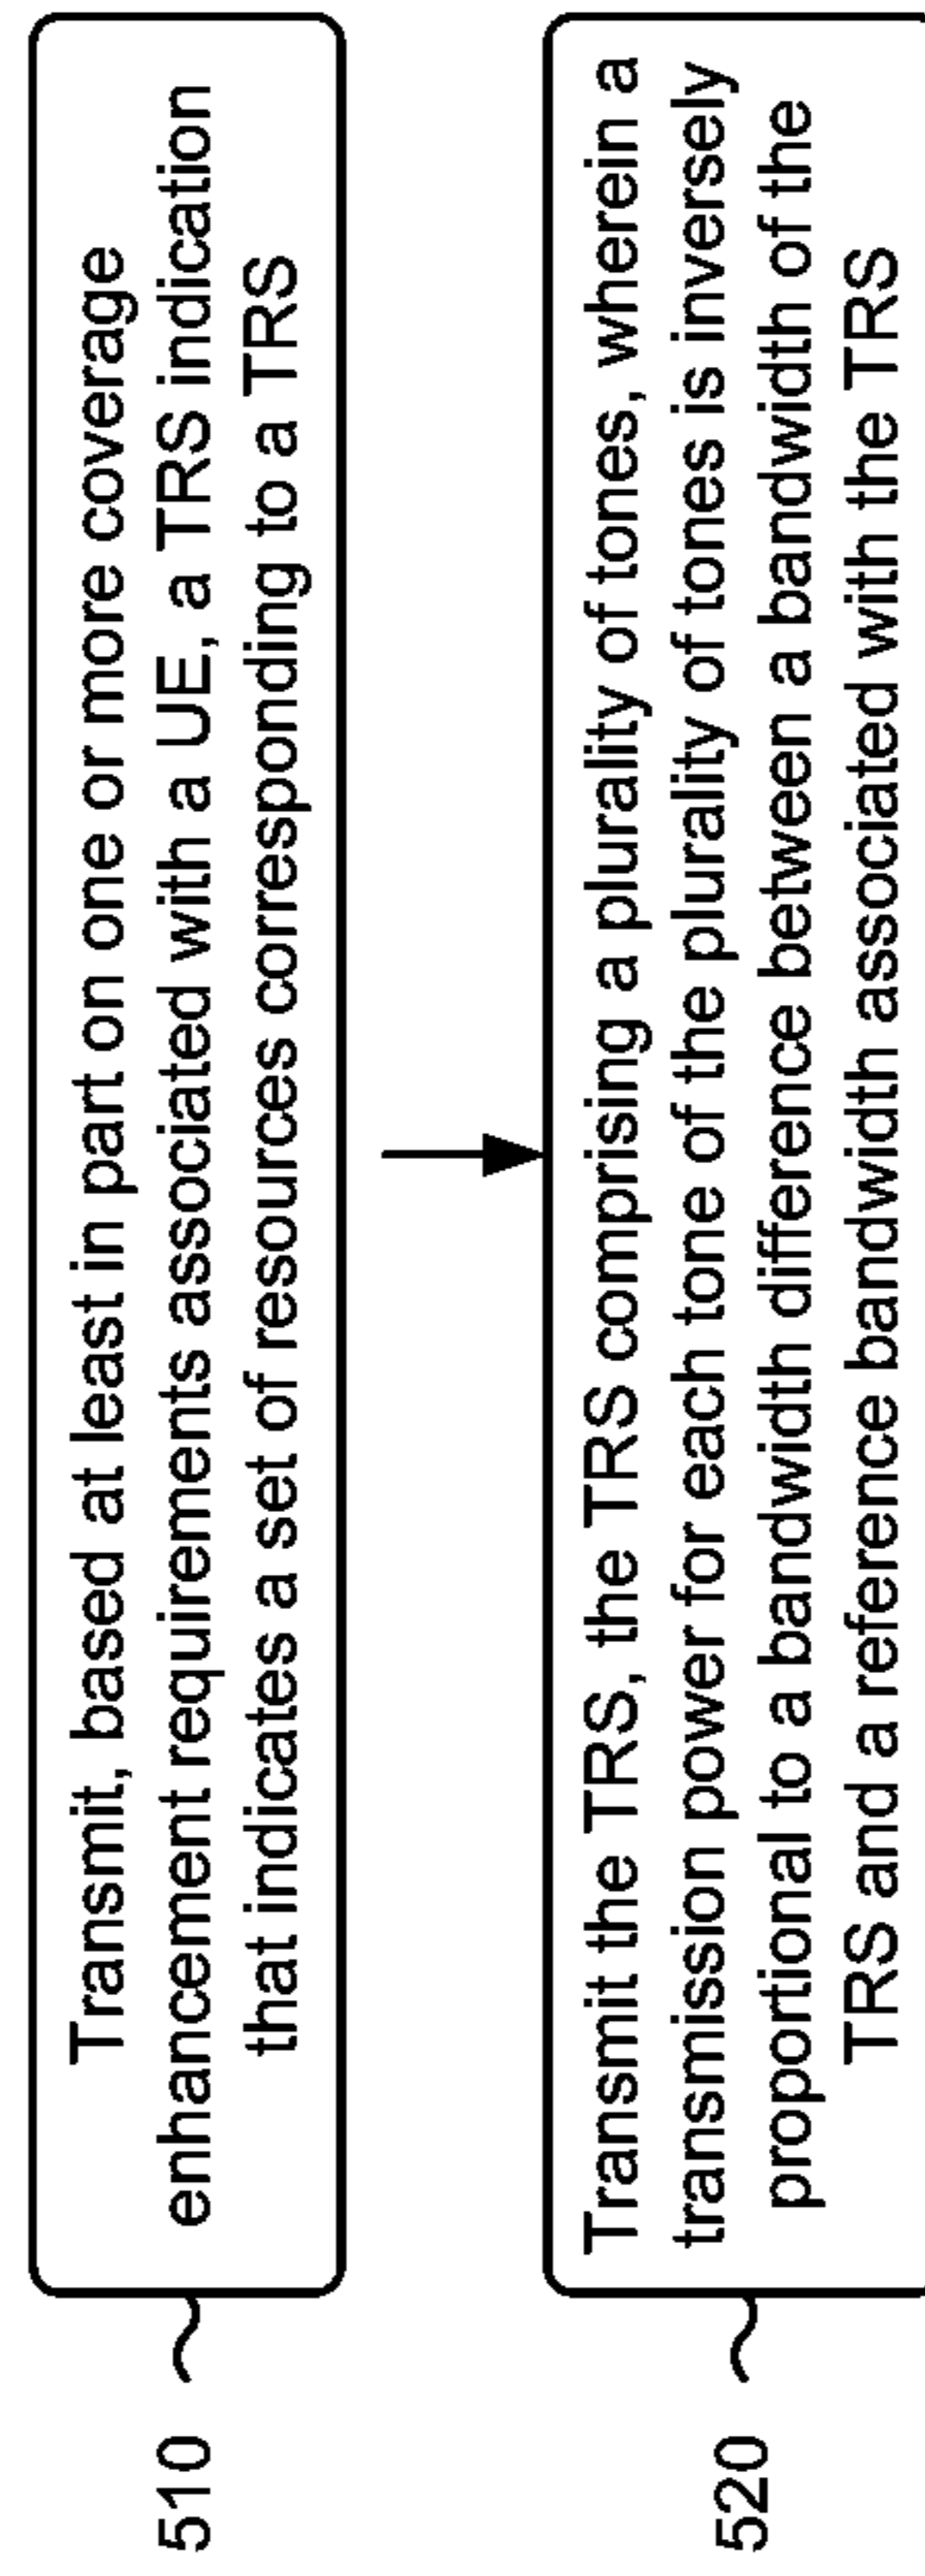 510
Transmit, based at least in part on one or more coverage
enhancement requirements associated with a UE, a TRS indication
that indicates a set of resources corresponding to a TRS
520
Transmit the TRS, the TRS comprising a plurality of tones, wherein a
transmission power for each tone of the plurality of tones is inversely
proportional to a bandwidth difference between a bandwidth of the
TRS and a reference bandwidth associated with the TRS